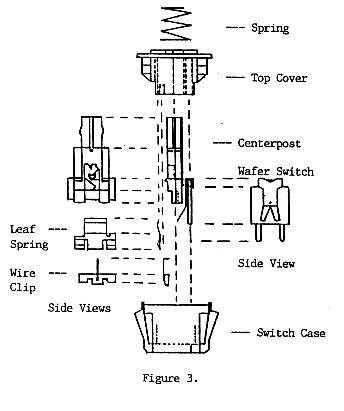 Spring
Top Cover
Centerpost
Wafer Switch
Leaf
Spring
Side View
Wire
Clip
Side Views
Switch Case
Figure 3.